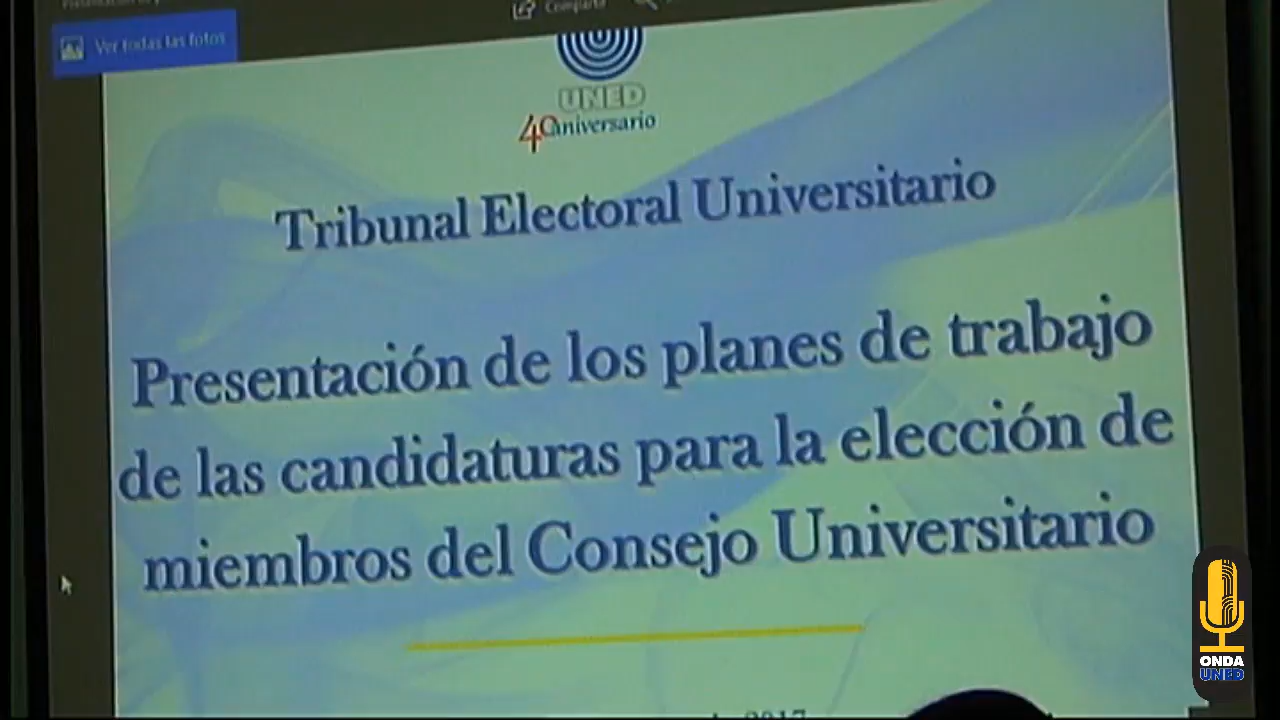 Ver todas las fotos
Compartir
UNED
40 aniversario
Tribunal Electoral Universitario
Presentación de los planes de trabajo
de las candidaturas para la elección de
miembros del Consejo Universitario
2017
ONDA
UNED